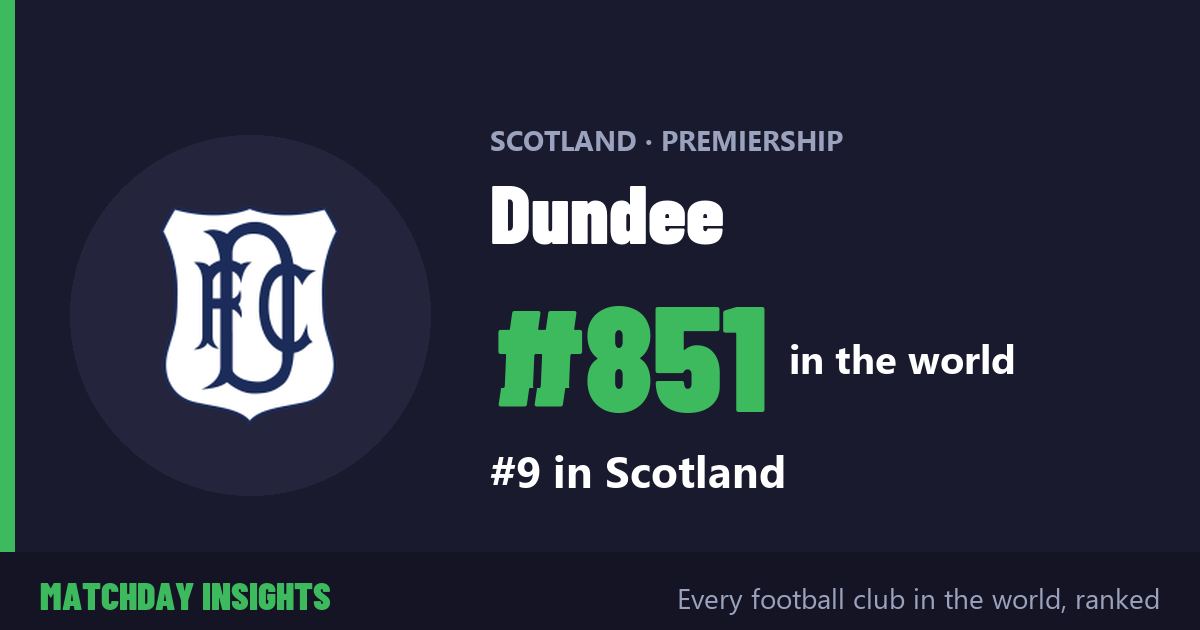 SCOTLAND · PREMIERSHIP
Dundee
#851 in the world
#9 in Scotland
DFC
MATCHDAY INSIGHTS
Every football club in the world, ranked